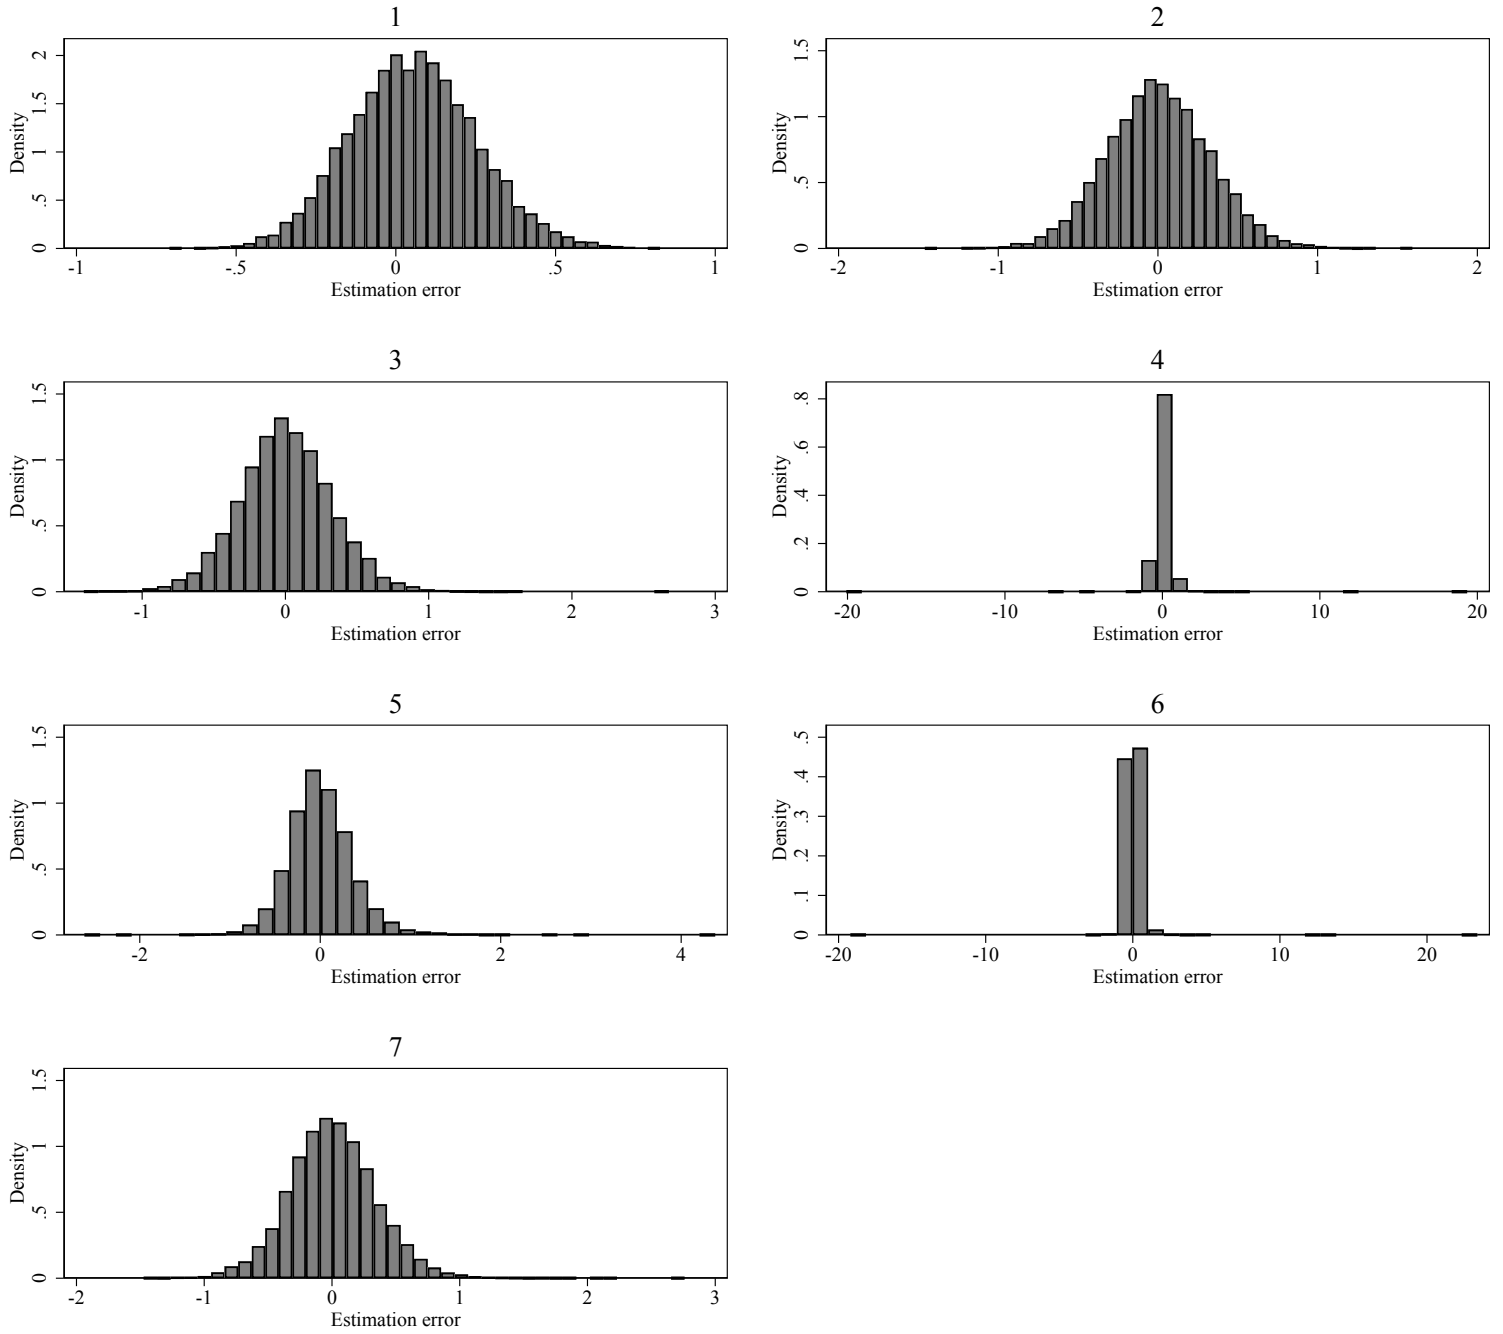 1
Density
0 .5 1 1.5 2
-1 -.5 0 .5 1
Estimation error
2
Density
0 .5 1 1.5
-2 -1 0 1 2
Estimation error
3
Density
0 .5 1 1.5
-1 0 1 2 3
Estimation error
4
Density
0 .2 .4 .6 .8
-20 -10 0 10 20
Estimation error
5
Density
0 .5 1 1.5
-2 0 2 4
Estimation error
6
Density
0 .1 .2 .3 .4 .5
-20 -10 0 10 20
Estimation error
7
Density
0 .5 1 1.5
-2 -1 0 1 2 3
Estimation error